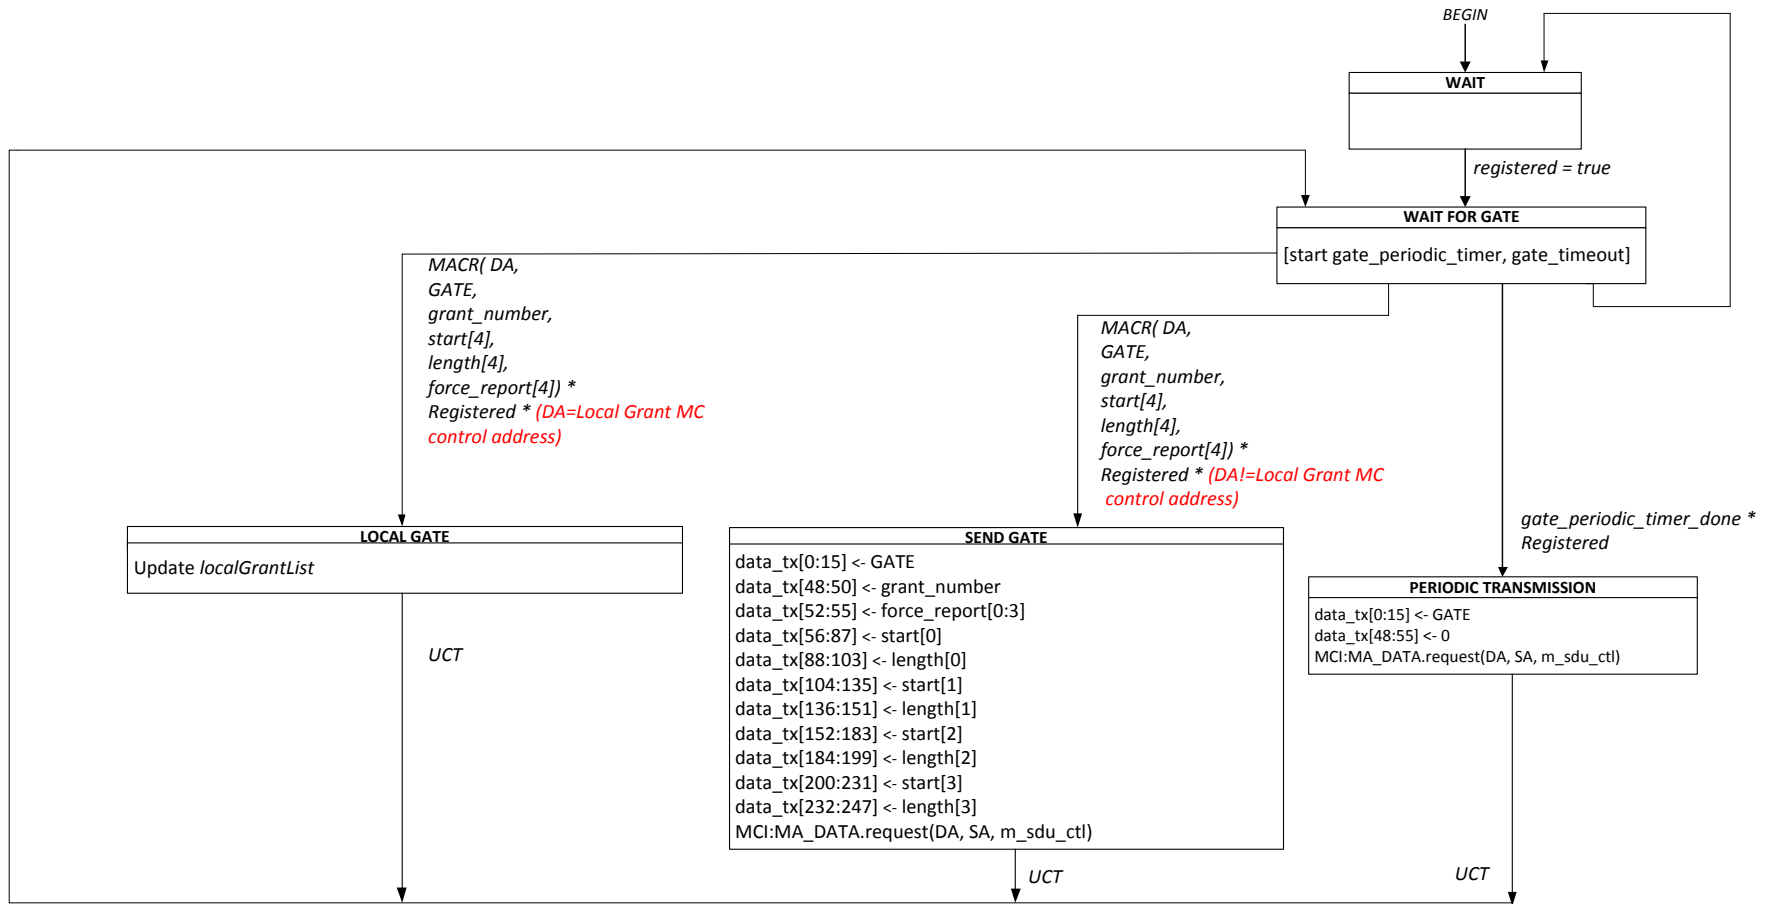 BEGIN
WAIT
registered = true
WAIT FOR GATE
[start gate_periodic_timer, gate_timeout]
MACR( DA,
GATE,
grant_number,
start[4],
length[4],
force_report[4]) *
Registered * (DA=Local Grant MC
control address)
MACR( DA,
GATE,
grant_number,
start[4],
length[4],
force_report[4]) *
Registered * (DA!=Local Grant MC
control address)
gate_periodic_timer_done *
Registered
LOCAL GATE
Update localGrantList
UCT
SEND GATE
data_tx[0:15] <- GATE
data_tx[48:50] <- grant_number
data_tx[52:55] <- force_report[0:3]
data_tx[56:87] <- start[0]
data_tx[88:103] <- length[0]
data_tx[104:135] <- start[1]
data_tx[136:151] <- length[1]
data_tx[152:183] <- start[2]
data_tx[184:199] <- length[2]
data_tx[200:231] <- start[3]
data_tx[232:247] <- length[3]
MCI:MA_DATA.request(DA, SA, m_sdu_ctl)
UCT
PERIODIC TRANSMISSION
data_tx[0:15] <- GATE
data_tx[48:55] <- 0
MCI:MA_DATA.request(DA, SA, m_sdu_ctl)
UCT